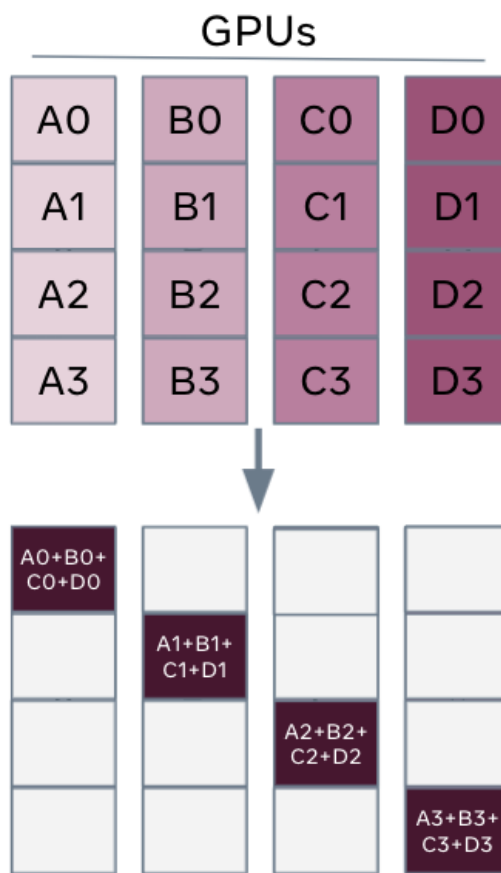 GPUs
A0 B0 C0 D0
A1 B1 C1 D1
A2 B2 C2 D2
A3 B3 C3 D3
A0+B0+
C0+D0
A1+B1+
C1+D1
A2+B2+
C2+D2
A3+B3+
C3+D3